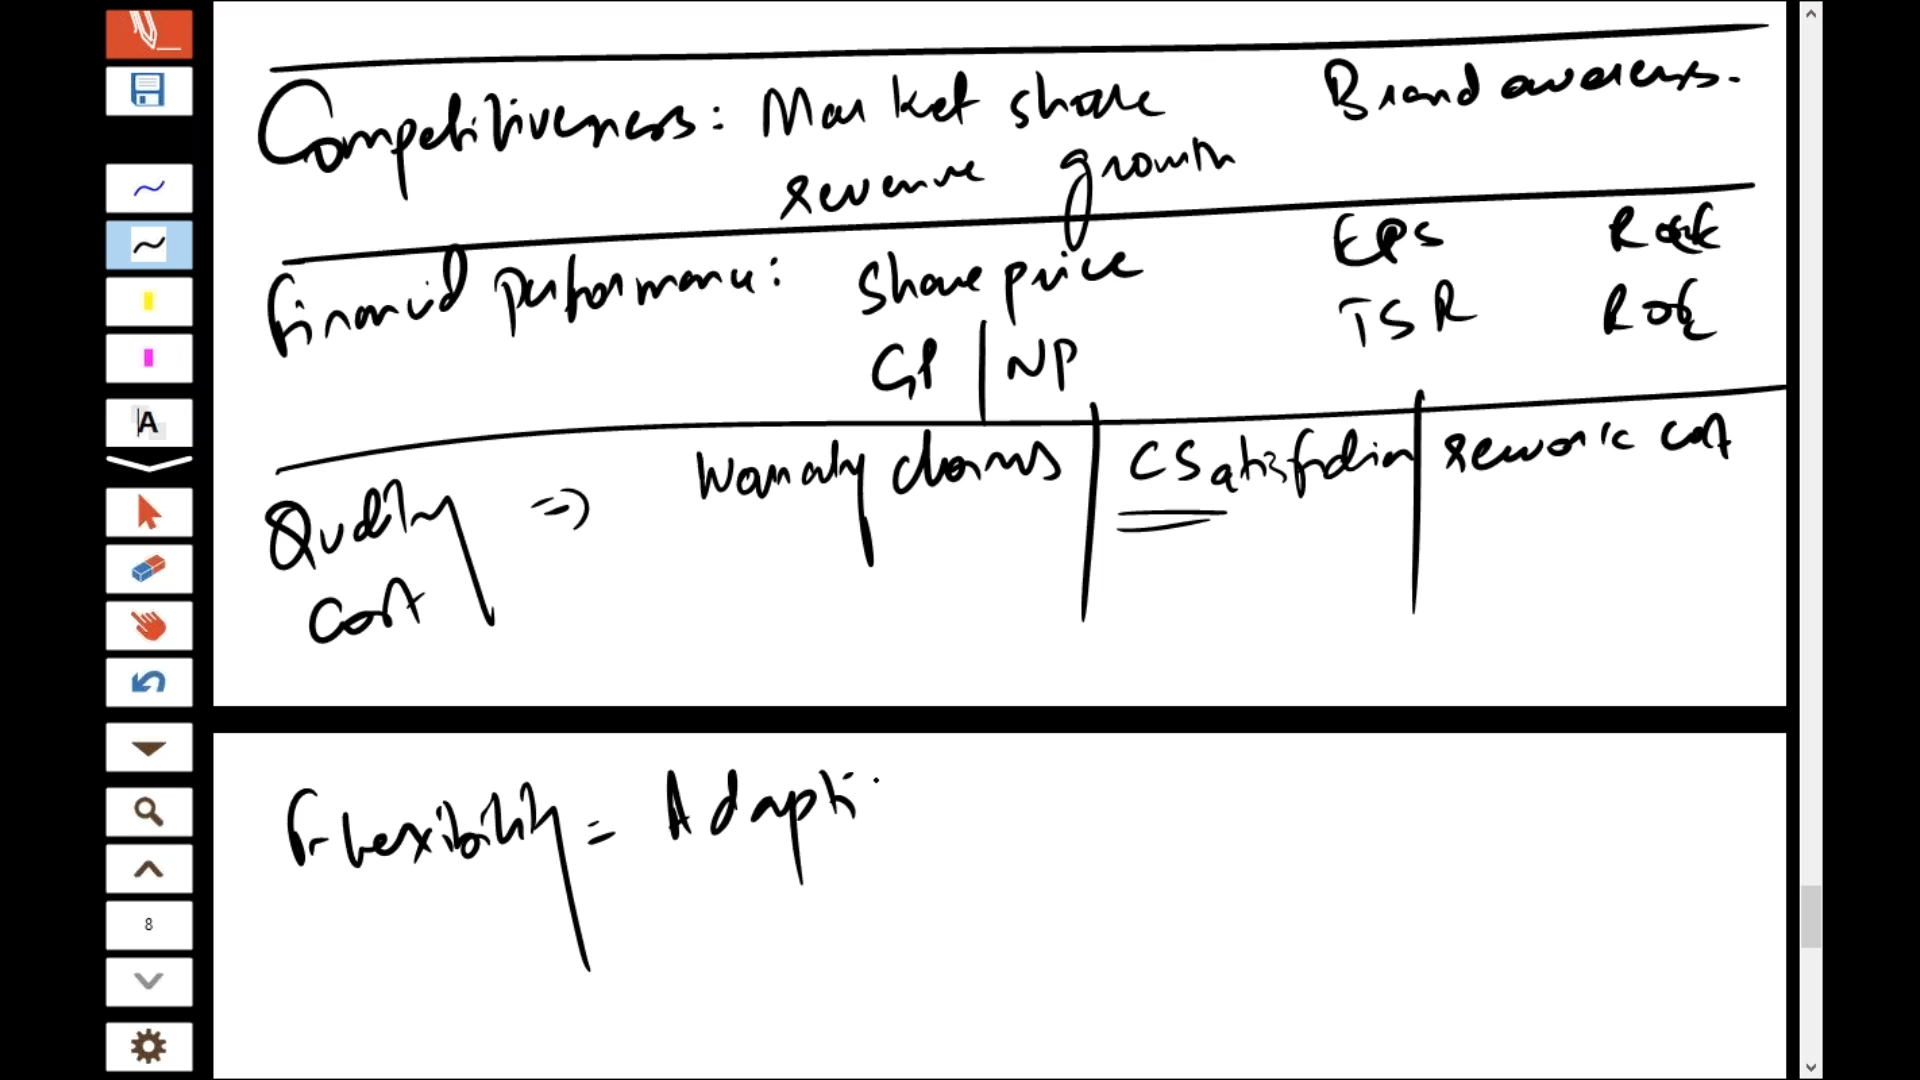 Competitiveness: Market share Brand awareness.
revenue growth
Financial performance: Share price EPS ROCE
TSR ROE
GP | NP
Quality => Warranty claims | CSatisfaction | rework cost
cost
Flexibility = Adapti
A
8